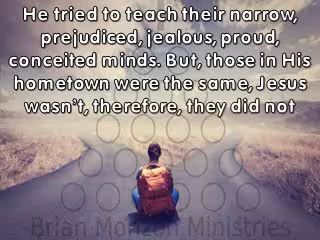 He tried to teach their narrow,
prejudiced, jealous, proud,
conceited minds. But, those in His
hometown were the same, Jesus
wasn't, therefore, they did not
Brian Monzon Ministries